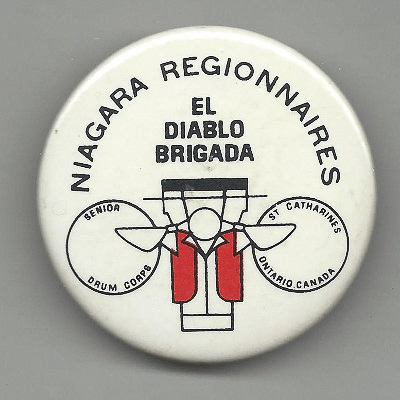 NIAGARA REGIONNAIRES
EL
DIABLO
BRIGADA
SENIOR
DRUM CORPS
ST CATHARINES
ONTARIO. CANADA